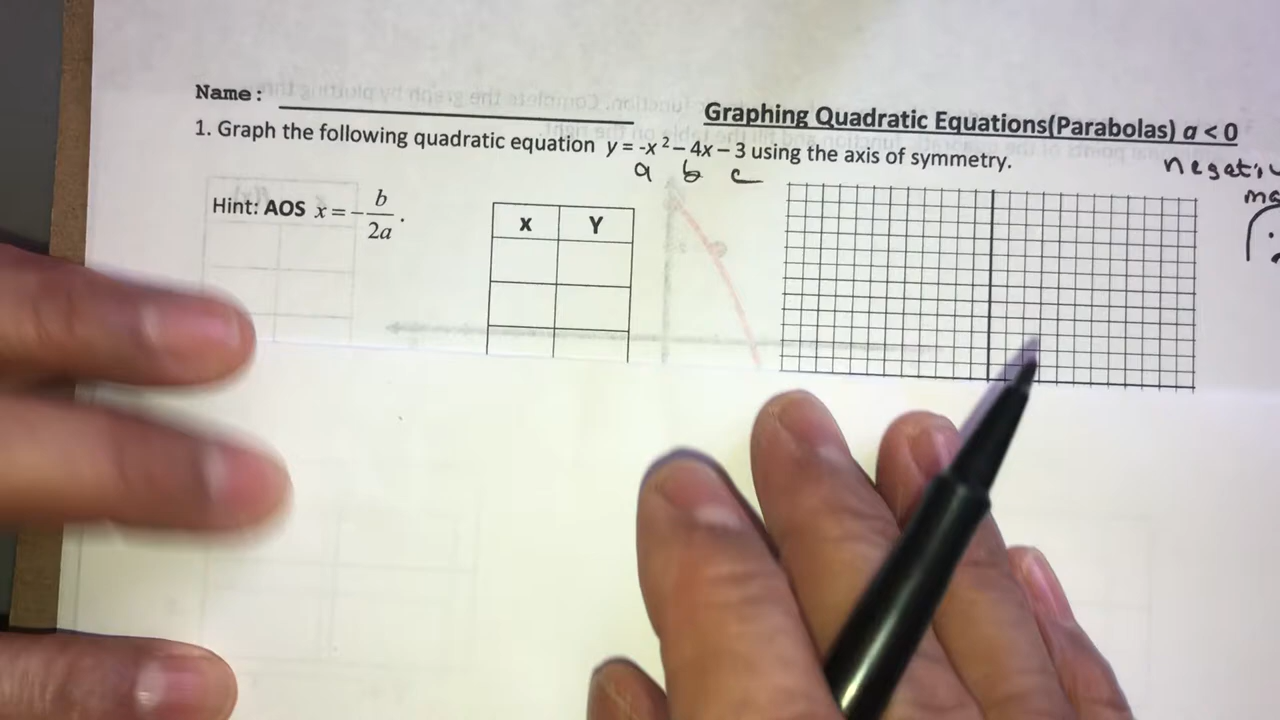 Name:
Graphing Quadratic Equations(Parabolas) a < 0
1. Graph the following quadratic equation y = -x² – 4x – 3 using the axis of symmetry.
a b c
Hint: AOS x = - b/2a .
X Y